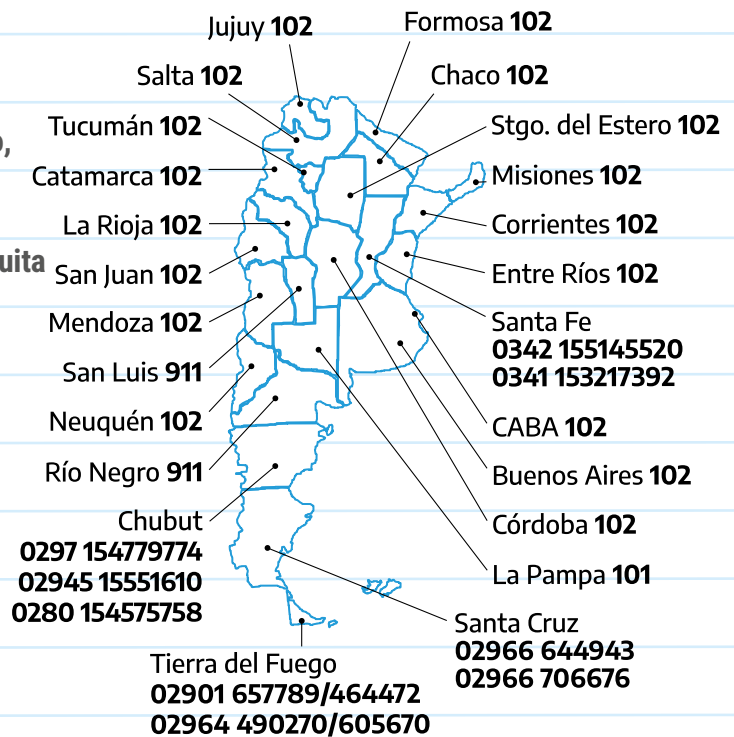 Jujuy 102
Formosa 102
Salta 102
Chaco 102
Tucumán 102
Stgo. del Estero 102
Catamarca 102
Misiones 102
La Rioja 102
Corrientes 102
uita
San Juan 102
Entre Ríos 102
Mendoza 102
Santa Fe
0342 155145520
0341 153217392
San Luis 911
Neuquén 102
CABA 102
Río Negro 911
Buenos Aires 102
Chubut
0297 154779774
02945 15551610
0280 154575758
Córdoba 102
La Pampa 101
Santa Cruz
02966 644943
02966 706676
Tierra del Fuego
02901 657789/464472
02964 490270/605670